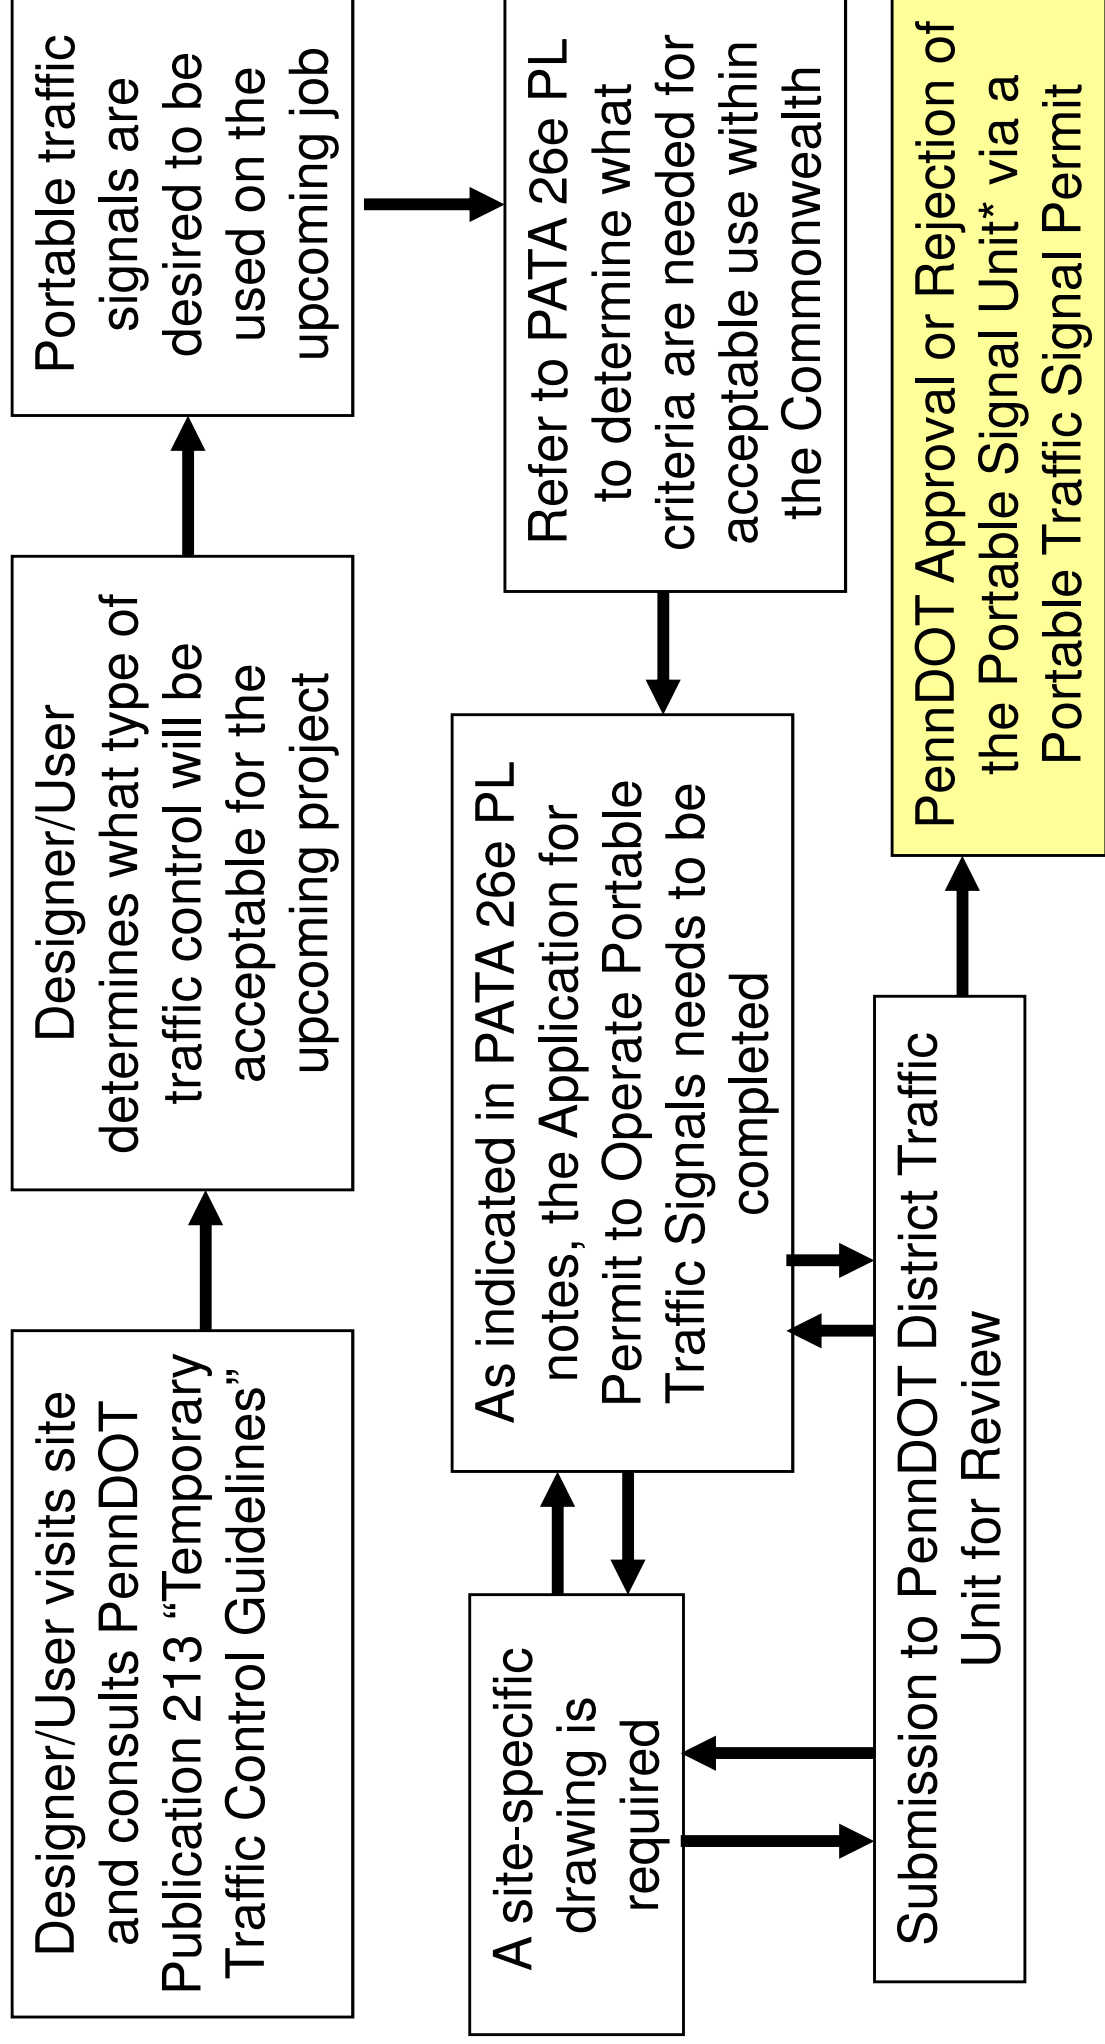 Designer/User visits site
and consults PennDOT
Publication 213 “Temporary
Traffic Control Guidelines”
Designer/User
determines what type of
traffic control will be
acceptable for the
upcoming project
Portable traffic
signals are
desired to be
used on the
upcoming job
Refer to PATA 26e PL
to determine what
criteria are needed for
acceptable use within
the Commonwealth
As indicated in PATA 26e PL
notes, the Application for
Permit to Operate Portable
Traffic Signals needs to be
completed
A site-specific
drawing is
required
Submission to PennDOT District Traffic
Unit for Review
PennDOT Approval or Rejection of
the Portable Signal Unit* via a
Portable Traffic Signal Permit